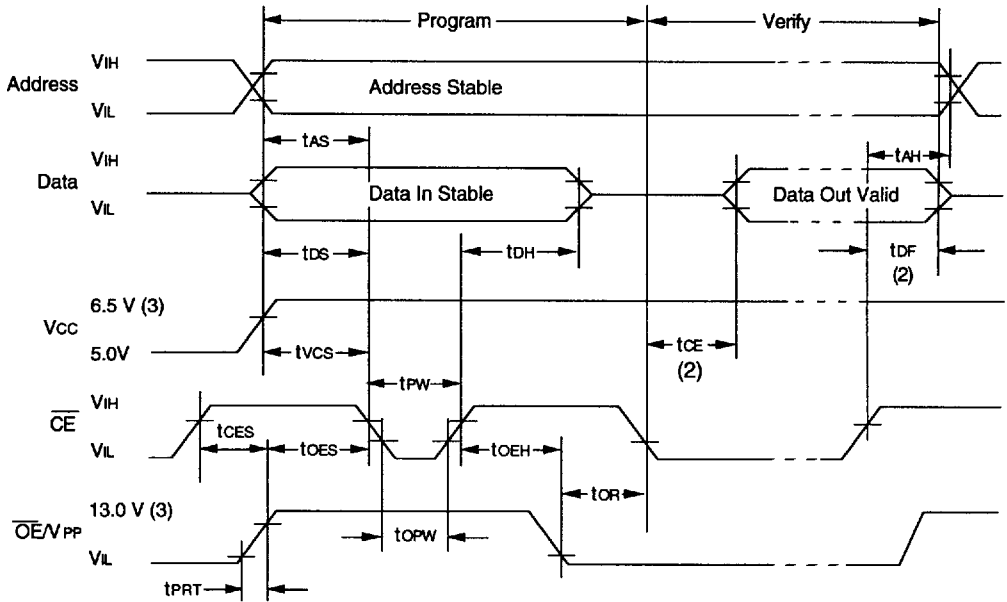 Program Verify
VIH
Address Address Stable
VIL
tAS
VIH tAH
Data Data In Stable Data Out Valid
VIL
tDS tDH tDF
(2)
6.5 V (3)
VCC
5.0V tVCS tCE
(2)
tPW
VIH
CE
tCES tOES tOEH
VIL
tOR
13.0 V (3)
OE/VPP
tOPW
VIL
tPRT